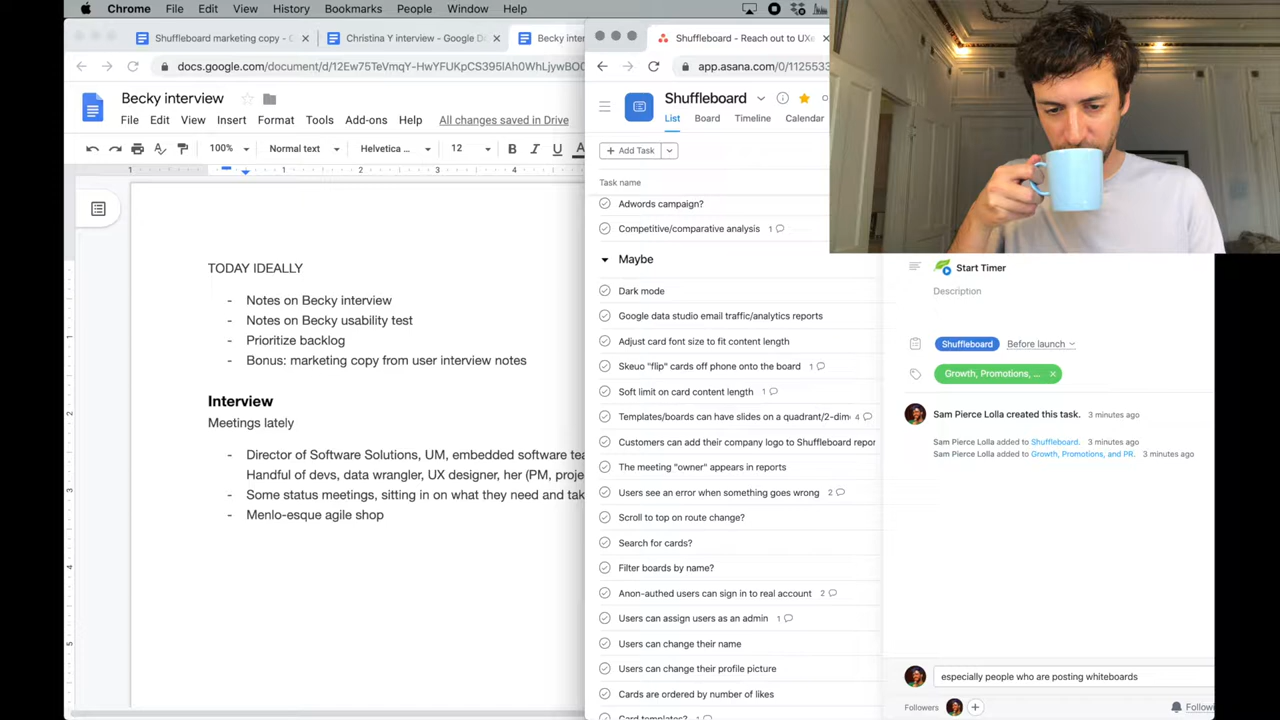 Chrome File Edit View History Bookmarks People Window Help
Shuffleboard marketing copy -
Christina Y interview - Google D
Becky inter
docs.google.com/document/d/12Ew75TeVmqY-
Becky interview
File Edit View Insert Format Tools Add-ons Help All changes saved in Drive
100% Normal text Helvetica ... 12 B I U A
TODAY IDEALLY
- Notes on Becky interview
- Notes on Becky usability test
- Prioritize backlog
- Bonus: marketing copy from user interview notes
Interview
Meetings lately
- Director of Software Solutions, UM, embedded software tea
Handful of devs, data wrangler, UX designer, her (PM, proje
- Some status meetings, sitting in on what they need and tak
- Menlo-esque agile shop
Shuffleboard - Reach out to UX
app.asana.com/0/1125533
Shuffleboard
List Board Timeline Calendar
+ Add Task
Task name
Adwords campaign?
Competitive/comparative analysis 1
Maybe
Dark mode
Google data studio email traffic/analytics reports
Adjust card font size to fit content length
Skeuo "flip" cards off phone onto the board 1
Soft limit on card content length 1
Templates/boards can have slides on a quadrant/2-dim 4
Customers can add their company logo to Shuffleboard repor
The meeting "owner" appears in reports
Users see an error when something goes wrong 2
Scroll to top on route change?
Search for cards?
Filter boards by name?
Anon-authed users can sign in to real account 2
Users can assign users as an admin 1
Users can change their name
Users can change their profile picture
Cards are ordered by number of likes
Card templates? 1
Start Timer
Description
Shuffleboard Before launch
Growth, Promotions, ... ×
Sam Pierce Lolla created this task. 3 minutes ago
Sam Pierce Lolla added to Shuffleboard. 3 minutes ago
Sam Pierce Lolla added to Growth, Promotions, and PR. 3 minutes ago
especially people who are posting whiteboards
Followers
Followi